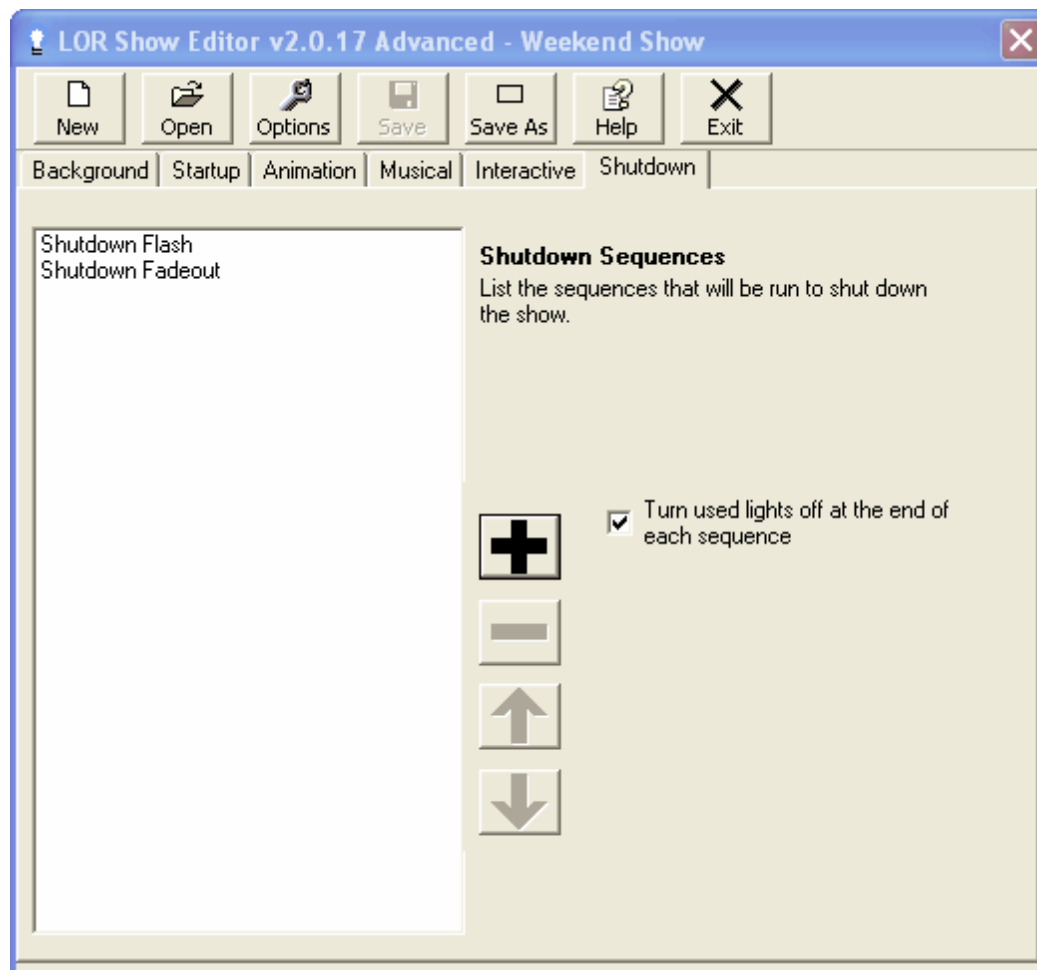 LOR Show Editor v2.0.17 Advanced - Weekend Show
New Open Options Save Save As Help Exit
Background Startup Animation Musical Interactive Shutdown
Shutdown Flash
Shutdown Fadeout
Shutdown Sequences
List the sequences that will be run to shut down
the show.
Turn used lights off at the end of
each sequence